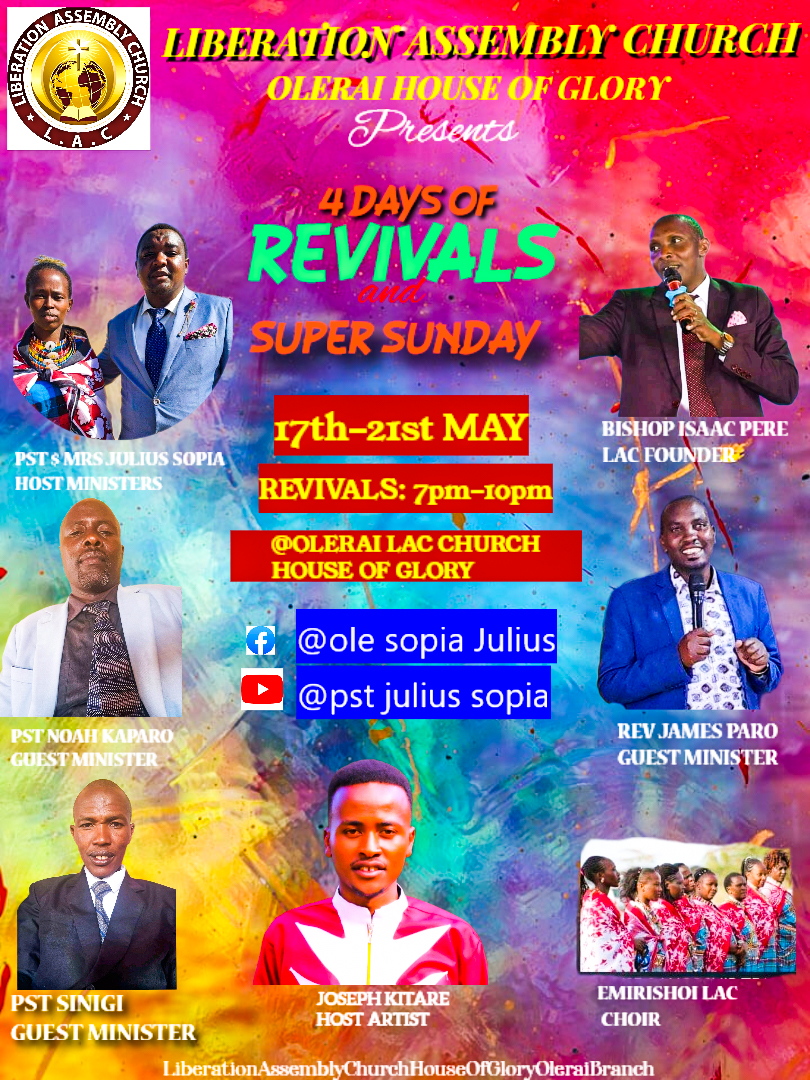 LIBERATION ASSEMBLY CHURCH
L.A.C
LIBERATION ASSEMBLY CHURCH
OLERAI HOUSE OF GLORY
Presents
4 DAYS OF
REVIVALS
and
SUPER SUNDAY
17th-21st MAY
REVIVALS: 7pm-10pm
@OLERAI LAC CHURCH
HOUSE OF GLORY
@ole sopia Julius
@pst julius sopia
PST $ MRS JULIUS SOPIA
HOST MINISTERS
BISHOP ISAAC PERE
LAC FOUNDER
PST NOAH KAPARO
GUEST MINISTER
REV JAMES PARO
GUEST MINISTER
PST SINIGI
GUEST MINISTER
JOSEPH KITARE
HOST ARTIST
EMIRISHOI LAC
CHOIR
LiberationAssemblyChurchHouseOfGloryOleraiBranch